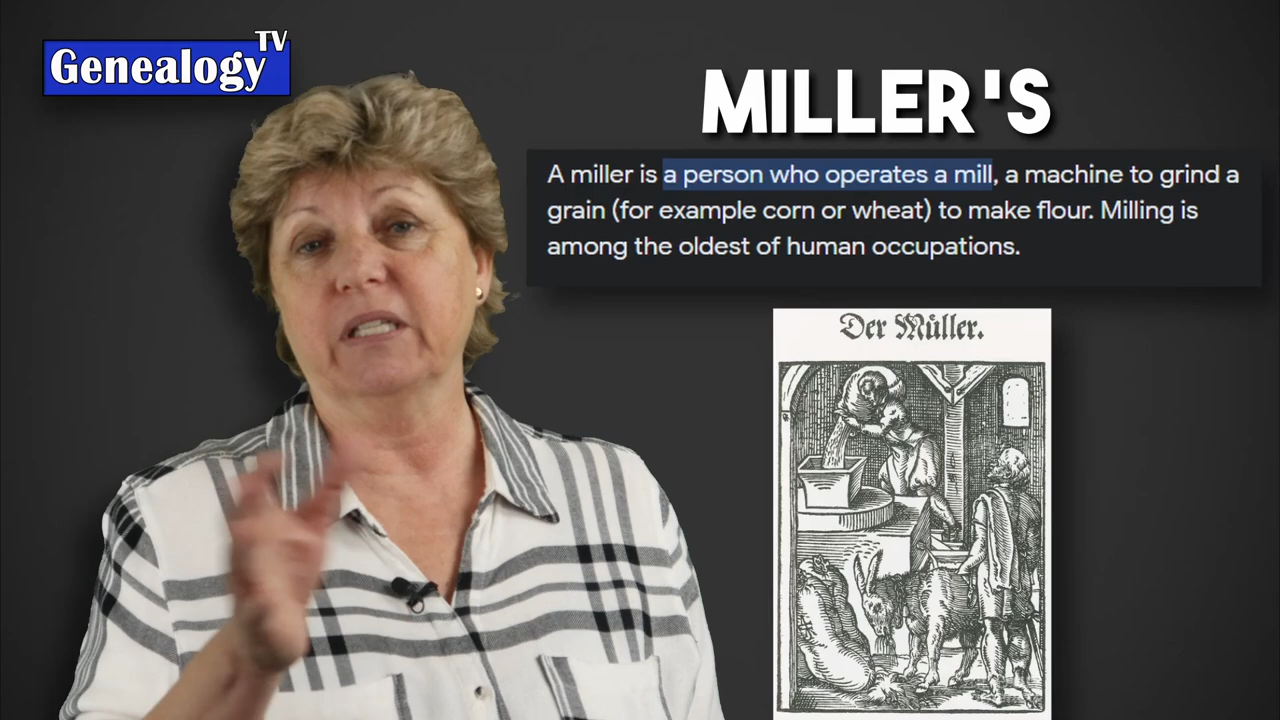 Genealogy TV
MILLER'S
A miller is a person who operates a mill, a machine to grind a
grain (for example corn or wheat) to make flour. Milling is
among the oldest of human occupations.
Der Müller.